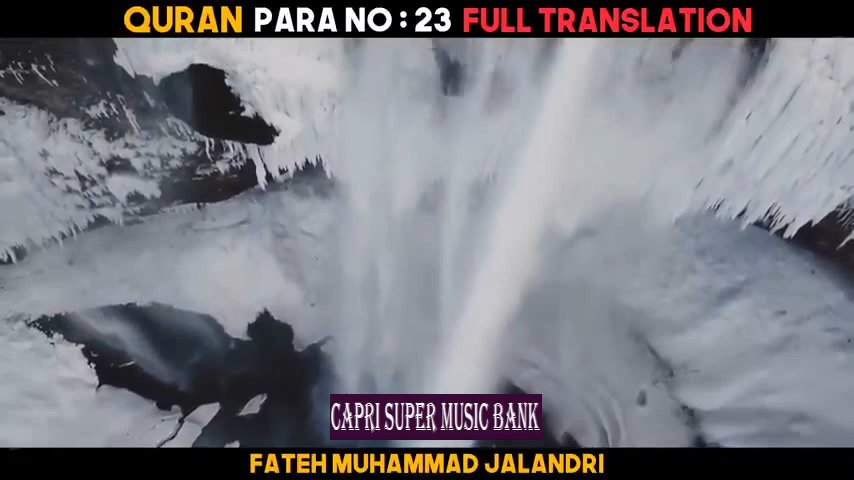 QURAN PARA NO : 23 FULL TRANSLATION
CAPRI SUPER MUSIC BANK
FATEH MUHAMMAD JALANDRI